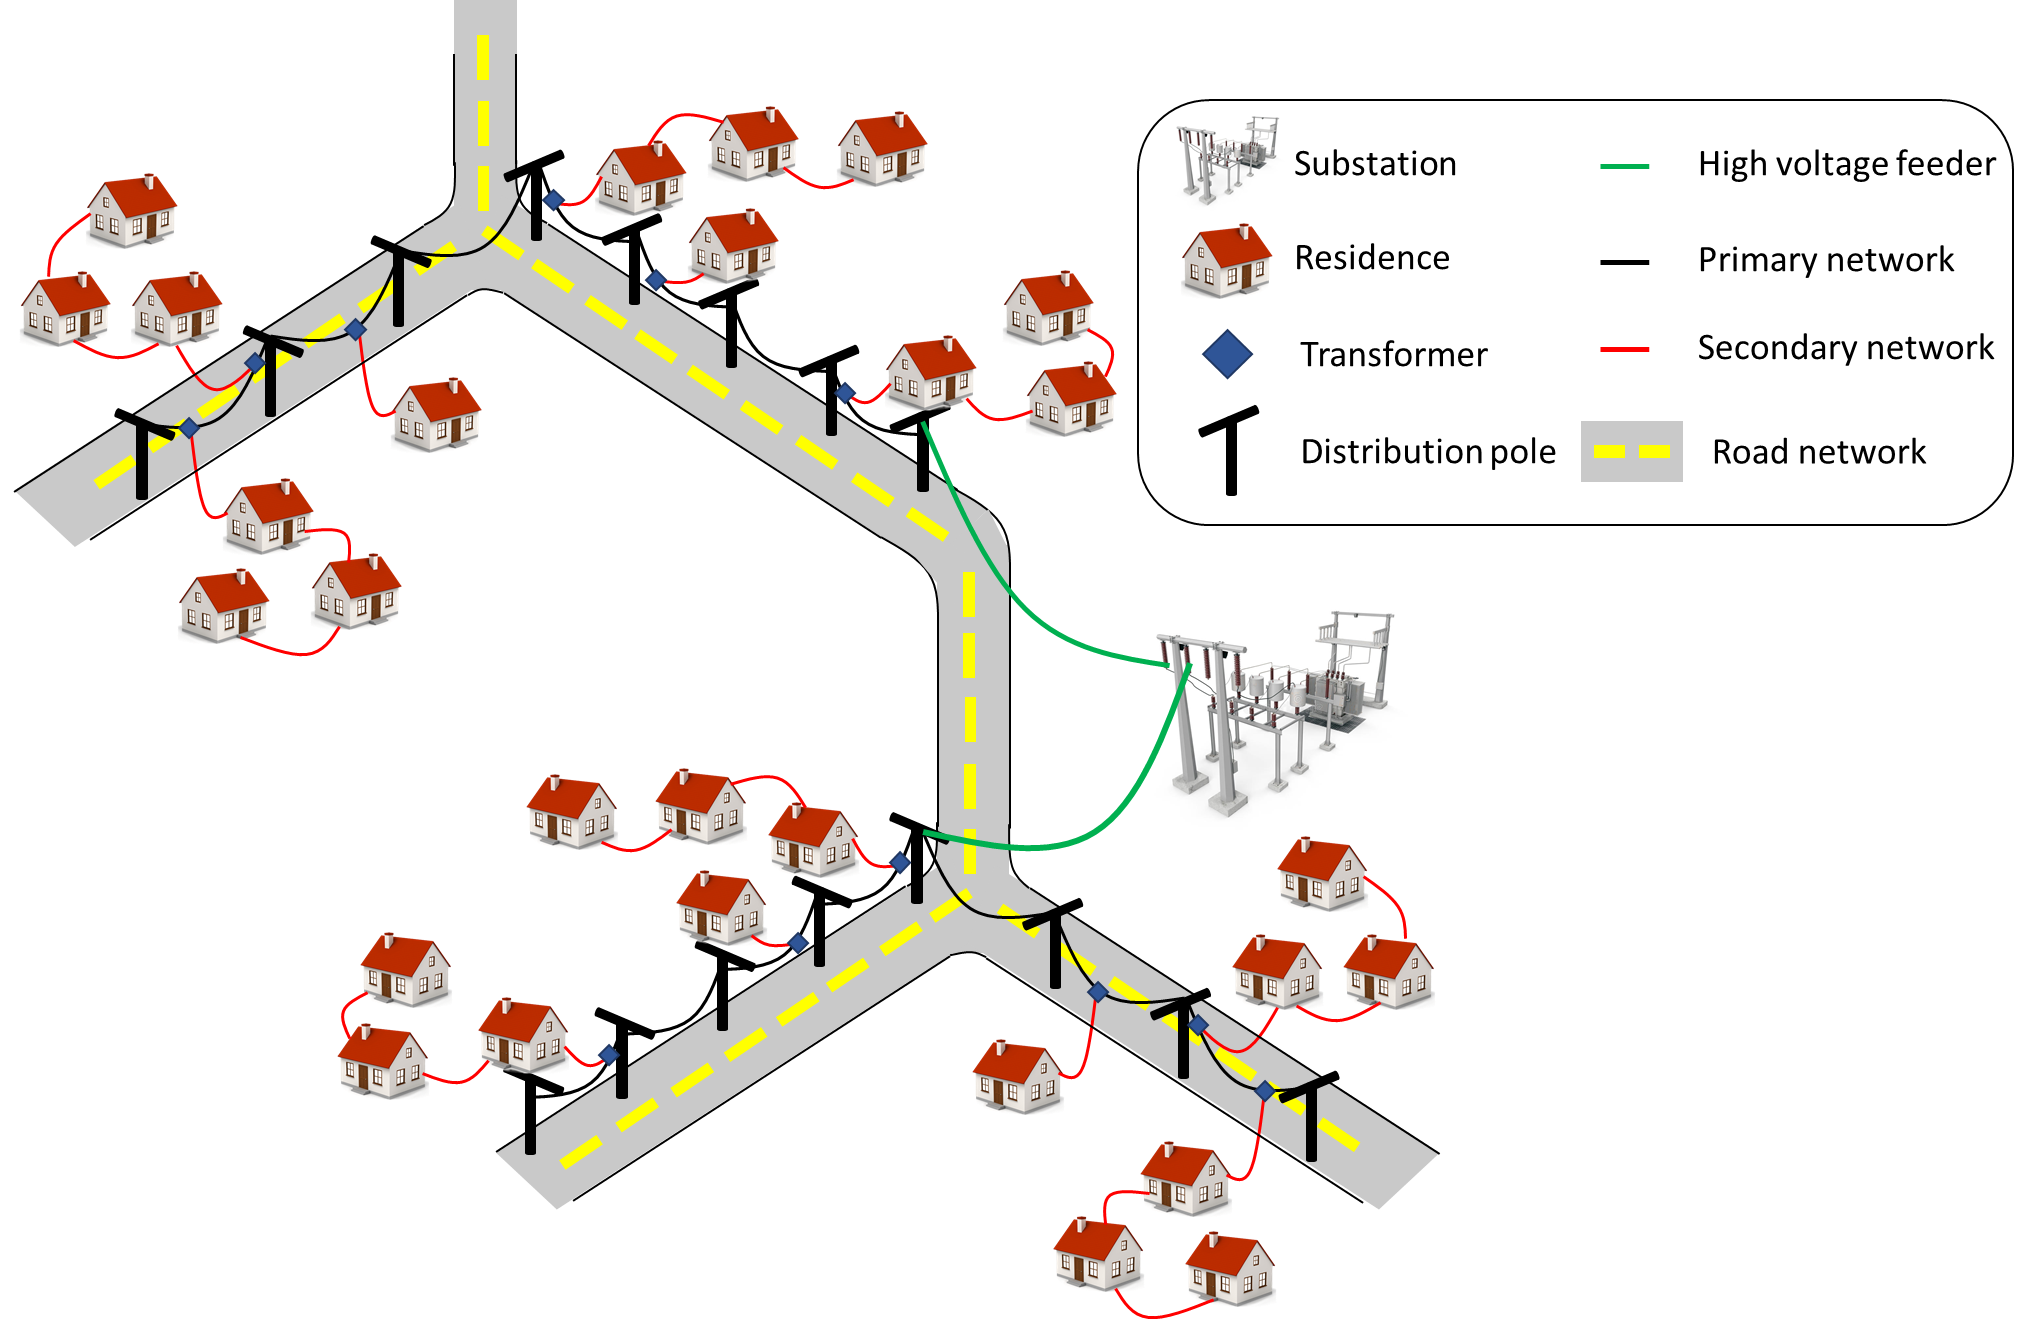 Substation
High voltage feeder
Residence
Primary network
Transformer
Secondary network
Distribution pole
Road network